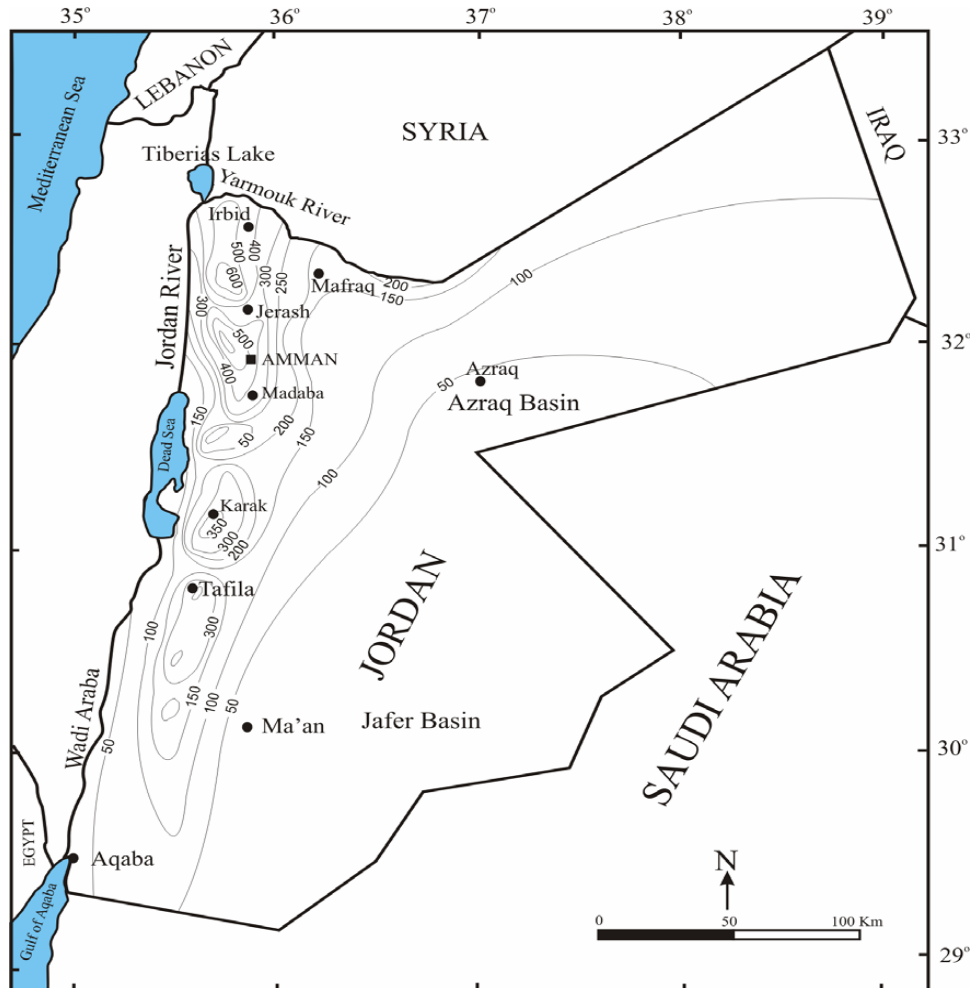 35°
36°
37°
38°
39°
LEBANON
SYRIA
IRAQ
33°
Mediterranean Sea
Tiberias Lake
Yarmouk River
Irbid
400
500
600
300
250
200
150
100
Mafraq
Jordan River
300
Jerash
32°
500
AMMAN
400
Azraq
50
Madaba
Azraq Basin
150
200
50
150
Dead Sea
100
Karak
350
300
200
31°
Tafila
JORDAN
100
300
SAUDI ARABIA
150
100
50
Ma’an
Jafer Basin
Wadi Araba
50
30°
EGYPT
Aqaba
N
Gulf of Aqaba
0
50
100 Km
29°